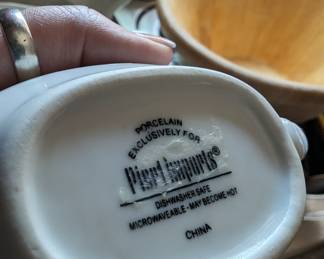 PORCELAIN
EXCLUSIVELY FOR
Pier1 imports®
DISHWASHER SAFE
MICROWAVEABLE - MAY BECOME HOT
CHINA